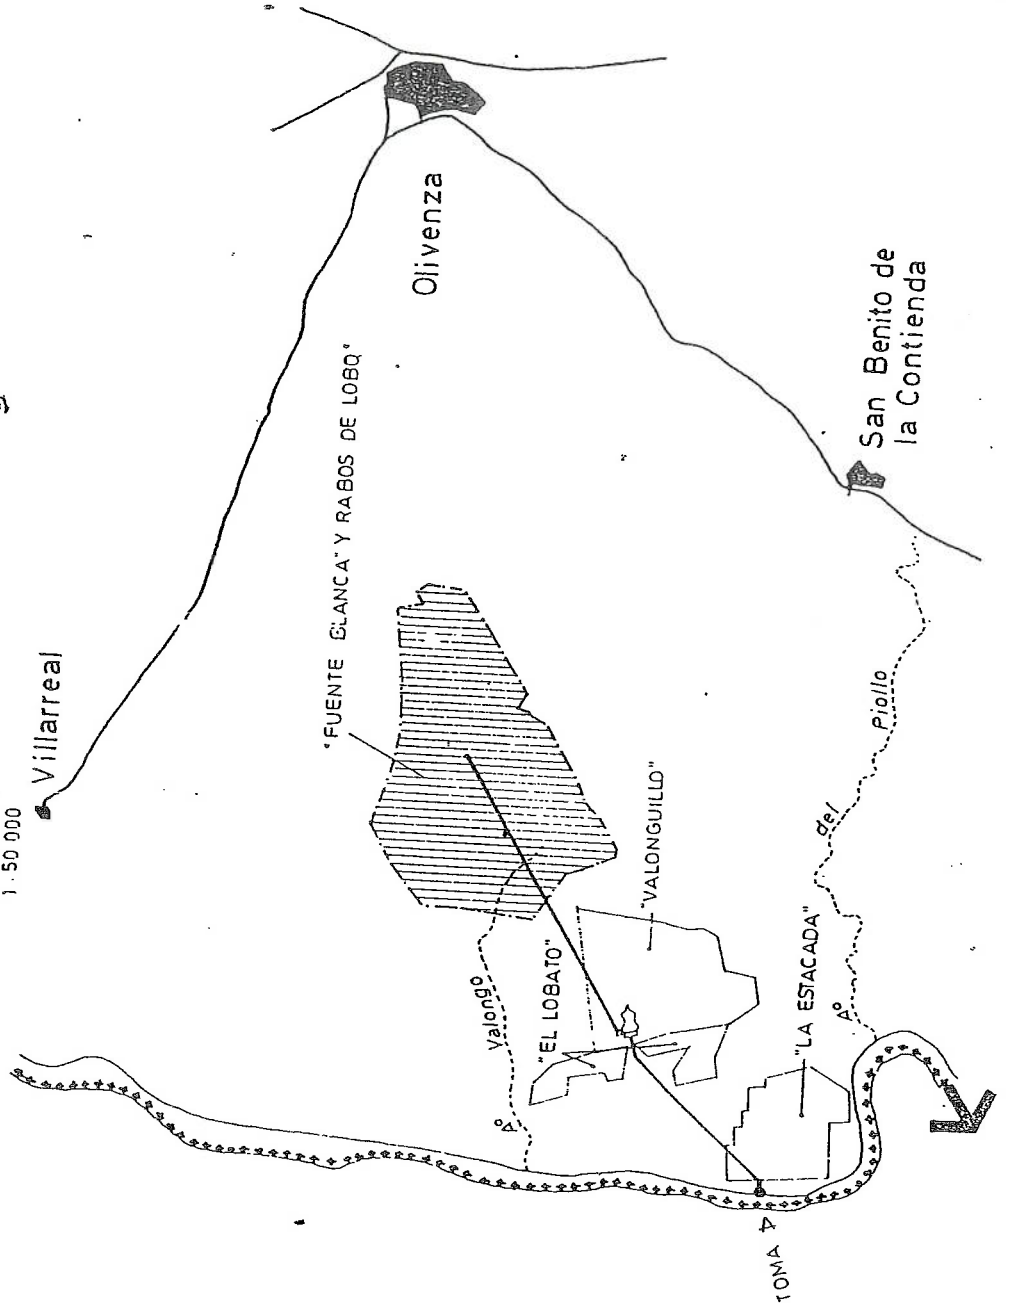 1:50 000
Villarreal
Olivenza
"FUENTE BLANCA" Y RABOS DE LOBO."
San Benito de
la Contienda
Aº
Valongo
"EL LOBATO"
"VALONGUILLO"
"LA ESTACADA"
Aº
del
Piollo
TOMA A